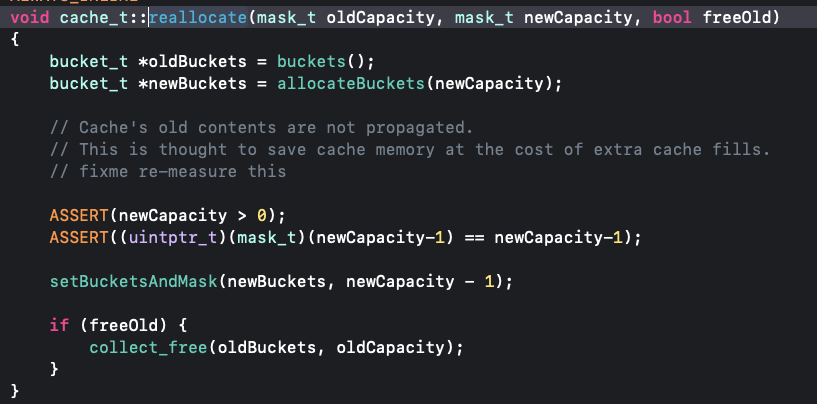 void cache_t::reallocate(mask_t oldCapacity, mask_t newCapacity, bool freeOld)
{
    bucket_t *oldBuckets = buckets();
    bucket_t *newBuckets = allocateBuckets(newCapacity);

    // Cache's old contents are not propagated.
    // This is thought to save cache memory at the cost of extra cache fills.
    // fixme re-measure this

    ASSERT(newCapacity > 0);
    ASSERT((uintptr_t)(mask_t)(newCapacity-1) == newCapacity-1);

    setBucketsAndMask(newBuckets, newCapacity - 1);

    if (freeOld) {
        collect_free(oldBuckets, oldCapacity);
    }
}